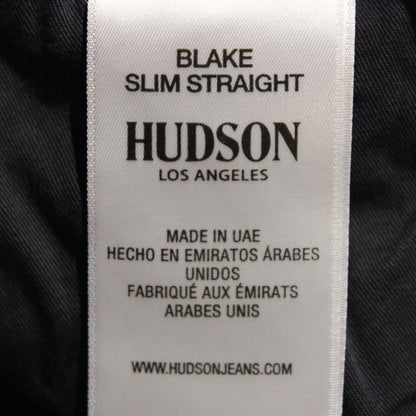 BLAKE
SLIM STRAIGHT
HUDSON
LOS ANGELES
MADE IN UAE
HECHO EN EMIRATOS ÁRABES
UNIDOS
FABRIQUÉ AUX ÉMIRATS
ARABES UNIS
WWW.HUDSONJEANS.COM